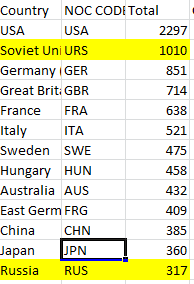 Country NOC CODE Total
USA USA 2297
Soviet Uni URS 1010
Germany ( GER 851
Great Brita GBR 714
France FRA 638
Italy ITA 521
Sweden SWE 475
Hungary HUN 458
Australia AUS 432
East Germ FRG 409
China CHN 385
Japan JPN 360
Russia RUS 317